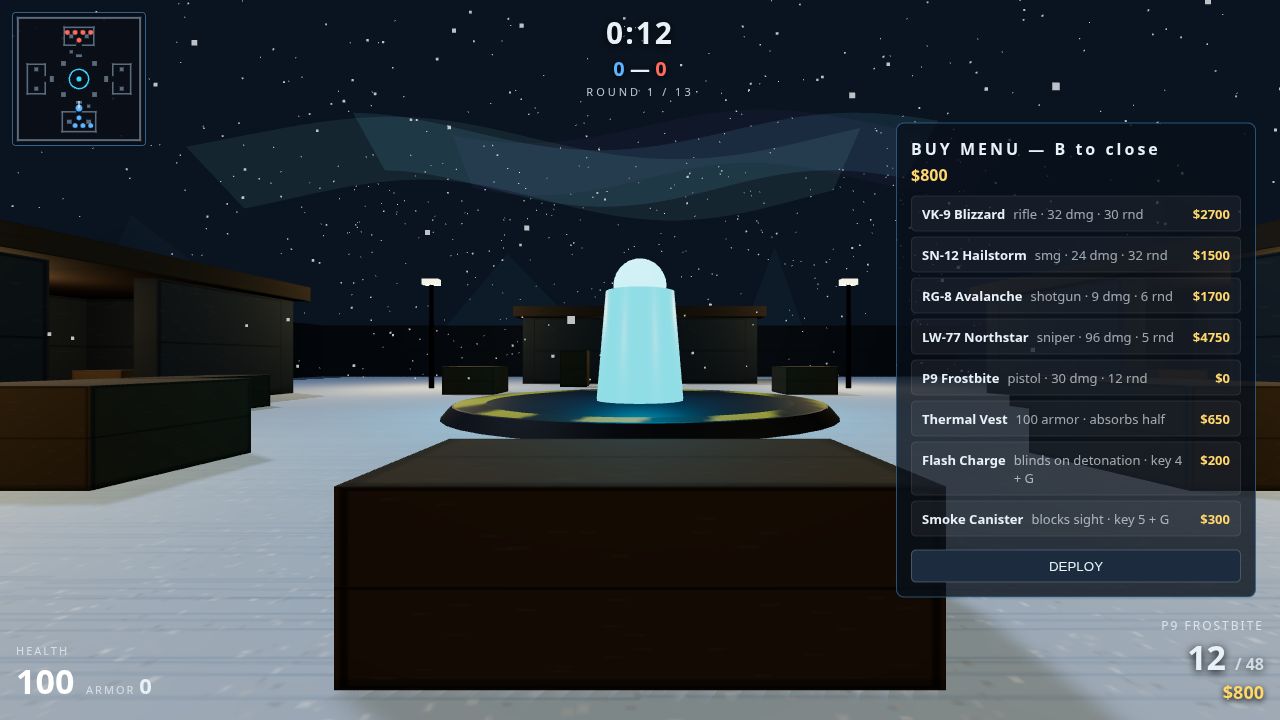 0:12
0 — 0
ROUND 1 / 13
BUY MENU — B to close
$800
VK-9 Blizzard rifle · 32 dmg · 30 rnd $2700
SN-12 Hailstorm smg · 24 dmg · 32 rnd $1500
RG-8 Avalanche shotgun · 9 dmg · 6 rnd $1700
LW-77 Northstar sniper · 96 dmg · 5 rnd $4750
P9 Frostbite pistol · 30 dmg · 12 rnd $0
Thermal Vest 100 armor · absorbs half $650
Flash Charge blinds on detonation · key 4 $200
+ G
Smoke Canister blocks sight · key 5 + G $300
DEPLOY
HEALTH
100 ARMOR 0
P9 FROSTBITE
12 / 48
$800